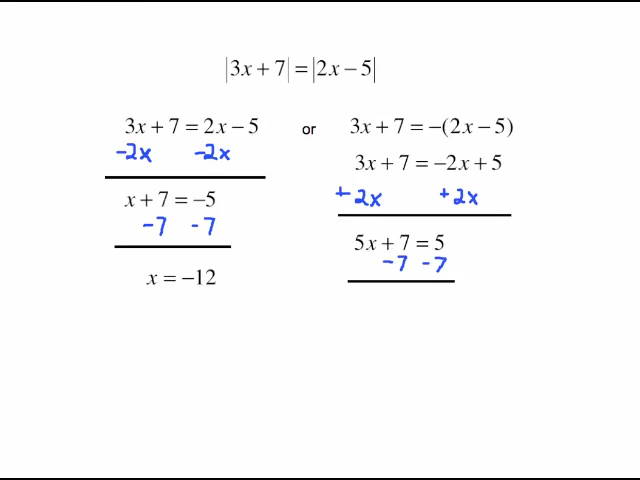 |3x + 7| = |2x − 5|
3x + 7 = 2x − 5 or 3x + 7 = −(2x − 5)
-2x -2x 3x + 7 = −2x + 5
x + 7 = −5 + 2x + 2x
-7 -7 5x + 7 = 5
x = −12 -7 -7